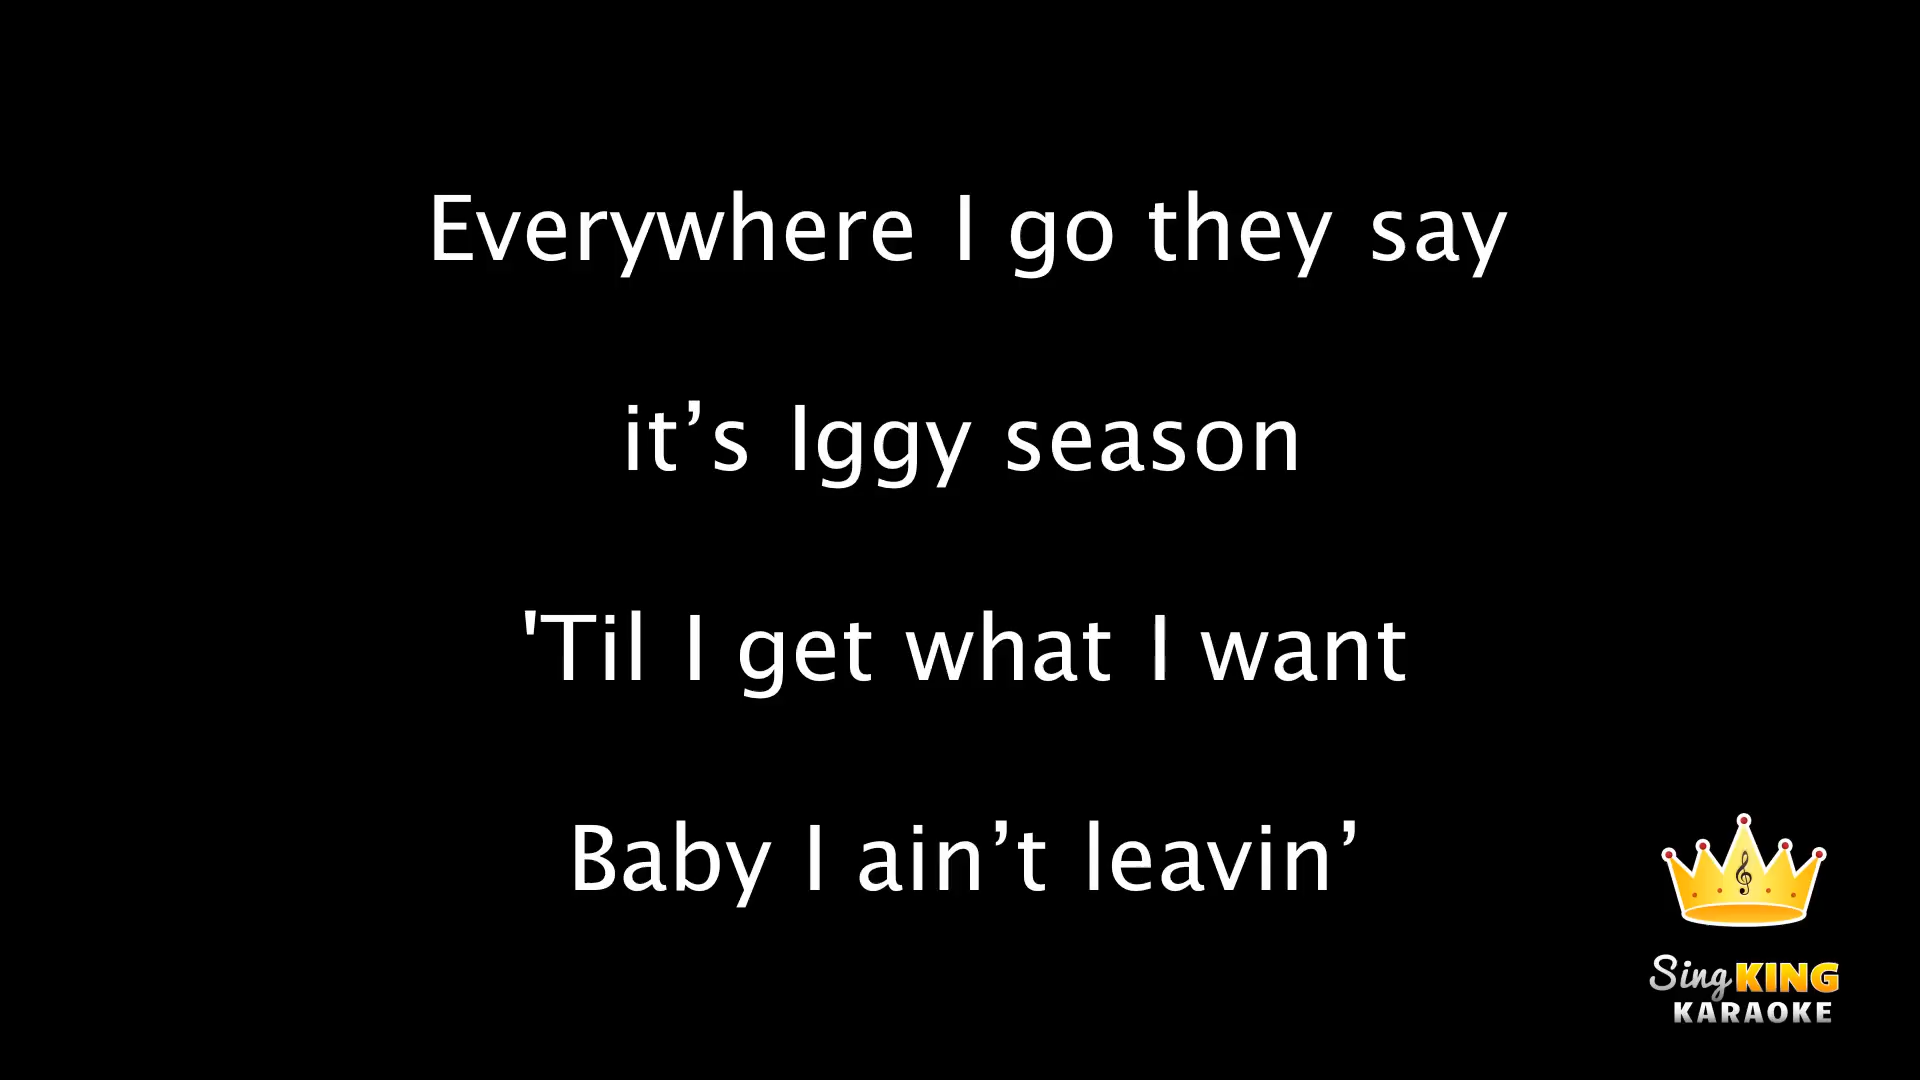 Everywhere I go they say
it’s Iggy season
'Til I get what I want
Baby I ain’t leavin’
Sing KING
KARAOKE